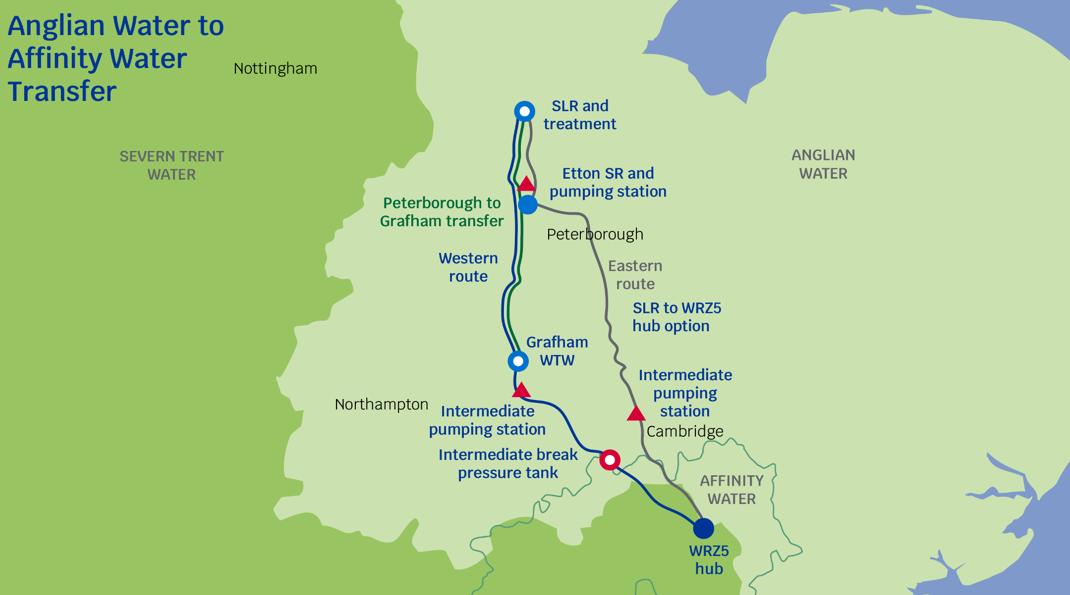 Anglian Water to
Affinity Water
Transfer
Nottingham
SEVERN TRENT
WATER
SLR and
treatment
ANGLIAN
WATER
Etton SR and
pumping station
Peterborough to
Grafham transfer
Peterborough
Western
route
Eastern
route
SLR to WRZ5
hub option
Grafham
WTW
Intermediate
pumping
station
Northampton
Intermediate
pumping station
Cambridge
Intermediate break
pressure tank
AFFINITY
WATER
WRZ5
hub